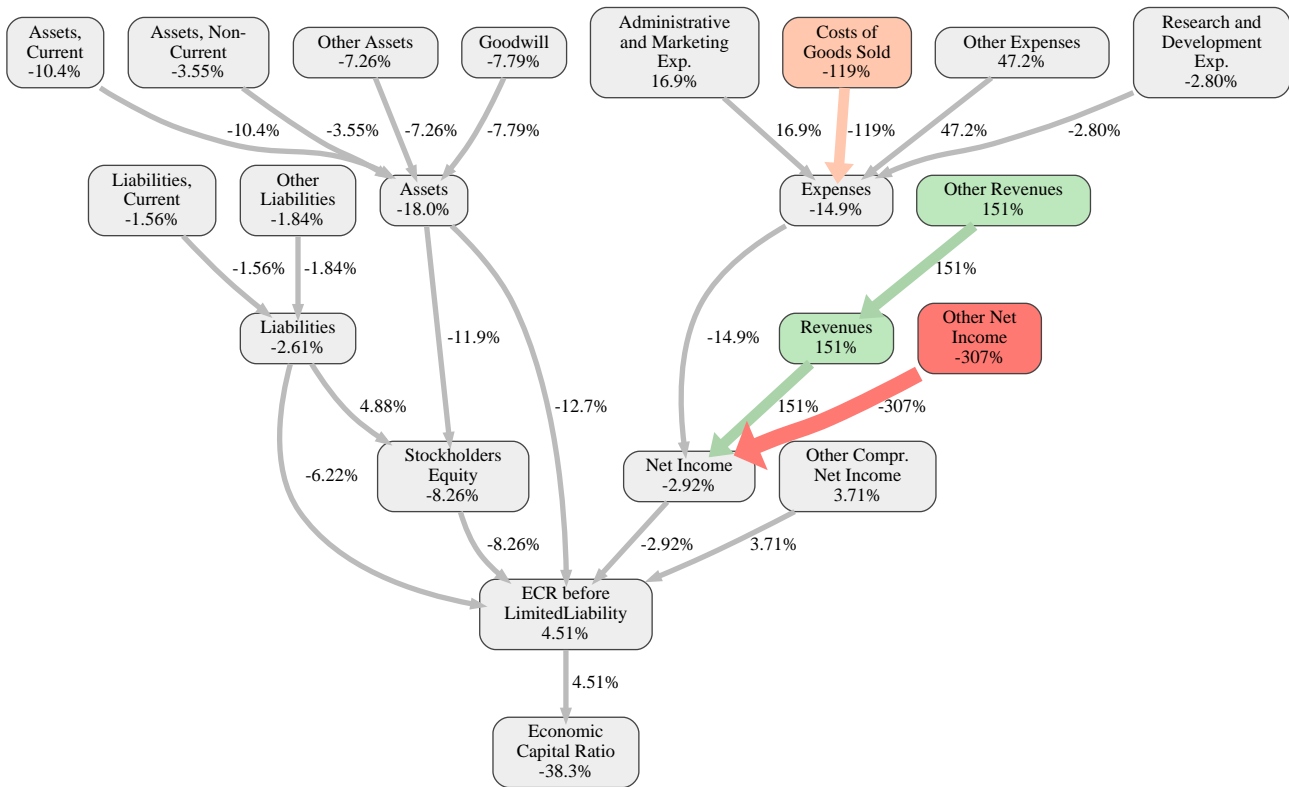 Assets,
Current
-10.4%
Assets, Non-
Current
-3.55%
Other Assets
-7.26%
Goodwill
-7.79%
Administrative
and Marketing
Exp.
16.9%
Costs of
Goods Sold
-119%
Other Expenses
47.2%
Research and
Development
Exp.
-2.80%
-10.4%
-3.55%
-7.26%
-7.79%
16.9%
-119%
47.2%
-2.80%
Liabilities,
Current
-1.56%
Other
Liabilities
-1.84%
Assets
-18.0%
Expenses
-14.9%
Other Revenues
151%
-1.56%
-1.84%
151%
Liabilities
-2.61%
-11.9%
-14.9%
Revenues
151%
Other Net
Income
-307%
4.88%
-12.7%
151%
-307%
-6.22%
Stockholders
Equity
-8.26%
Net Income
-2.92%
Other Compr.
Net Income
3.71%
-8.26%
-2.92%
3.71%
ECR before
LimitedLiability
4.51%
4.51%
Economic
Capital Ratio
-38.3%